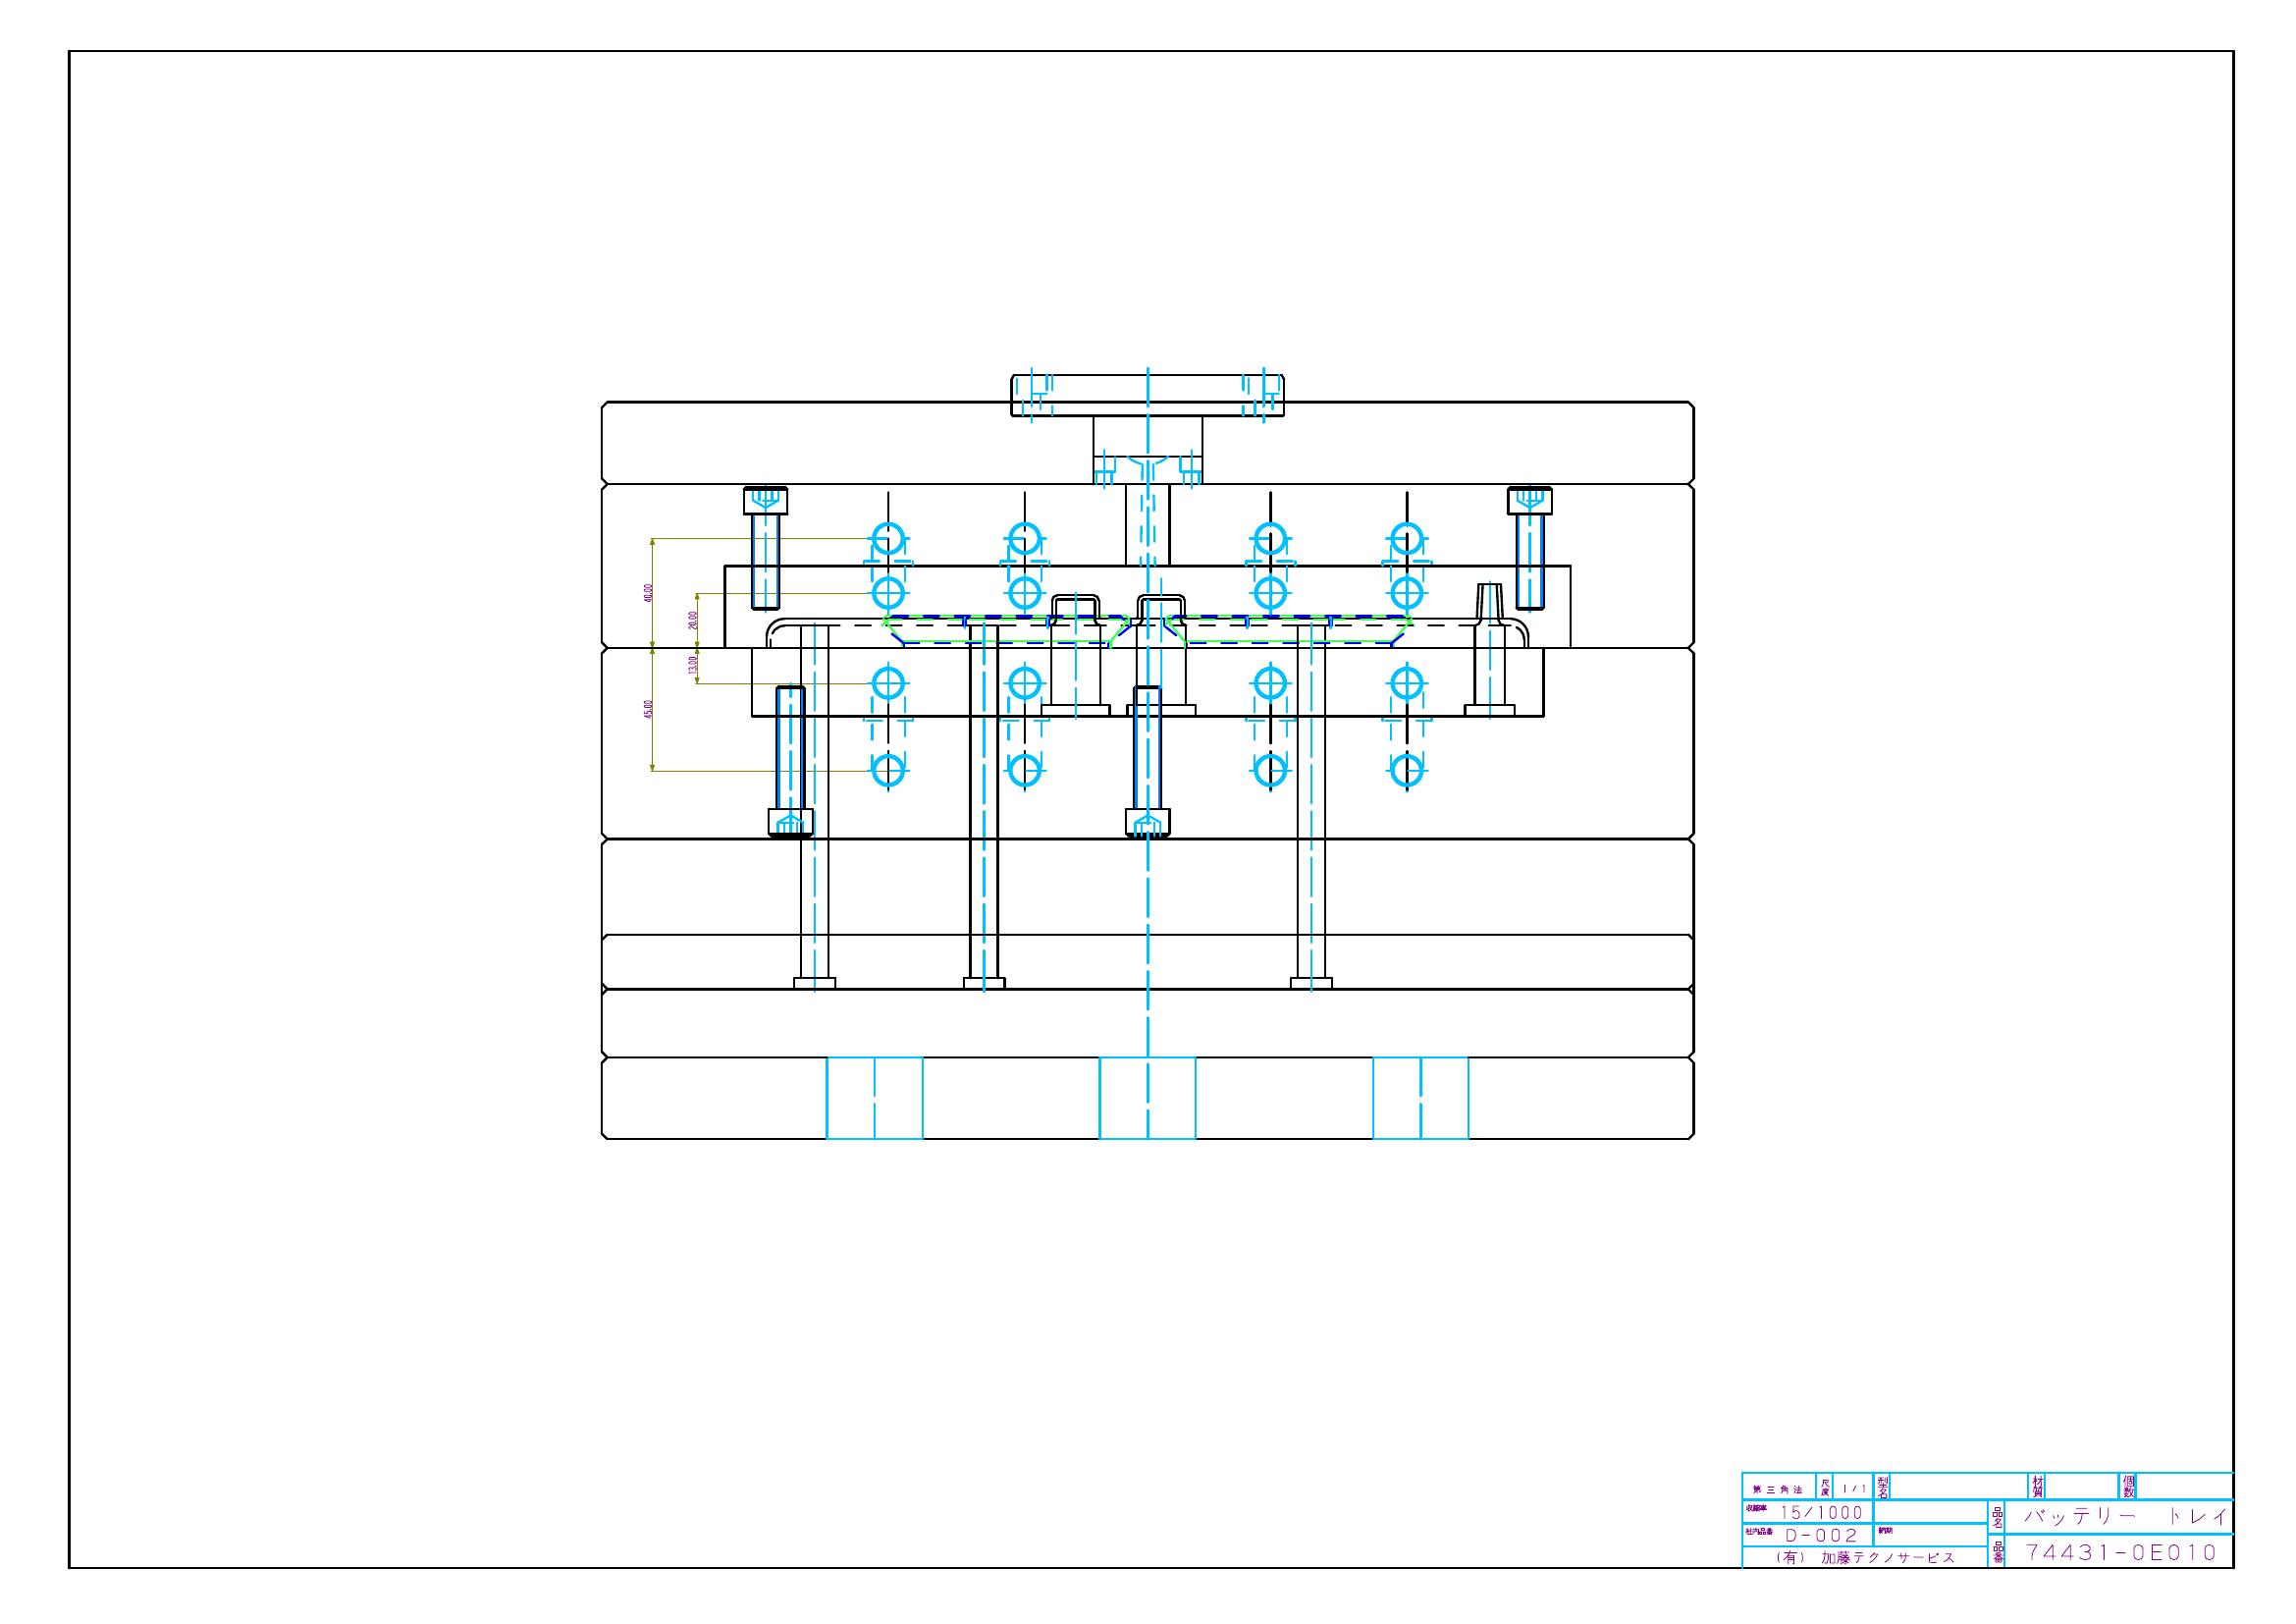 40.00
20.00
13.00
45.00
第三角法 尺度 1/1 型名 材質 個数
収縮率 15/1000
品名 バッテリー トレイ
社内品番 D-002 納期
(有) 加藤テクノサービス
品番 74431-0E010